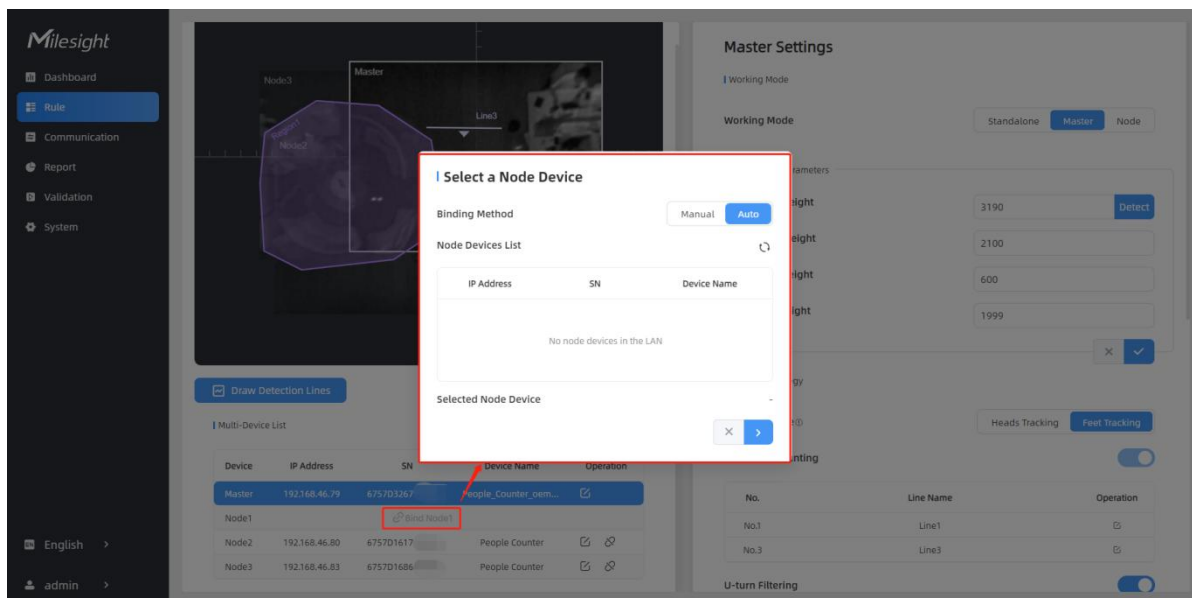 Milesight
Dashboard
Rule
Communication
Report
Validation
System
English
admin
Node3
Master
Line3
Region1
Node2
Draw Detection Lines
Multi-Device List
Device IP Address SN Device Name Operation
Master 192.168.46.79 6757D3267 People_Counter_oem...
Node1 Bind Node1
Node2 192.168.46.80 6757D1617 People Counter
Node3 192.168.46.83 6757D1686 People Counter
Select a Node Device
Binding Method Manual Auto
Node Devices List
IP Address SN Device Name
No node devices in the LAN
Selected Node Device -
Master Settings
Working Mode
Working Mode Standalone Master Node
3190 Detect
2100
600
1999
Heads Tracking Feet Tracking
No. Line Name Operation
No.1 Line1
No.3 Line3
U-turn Filtering